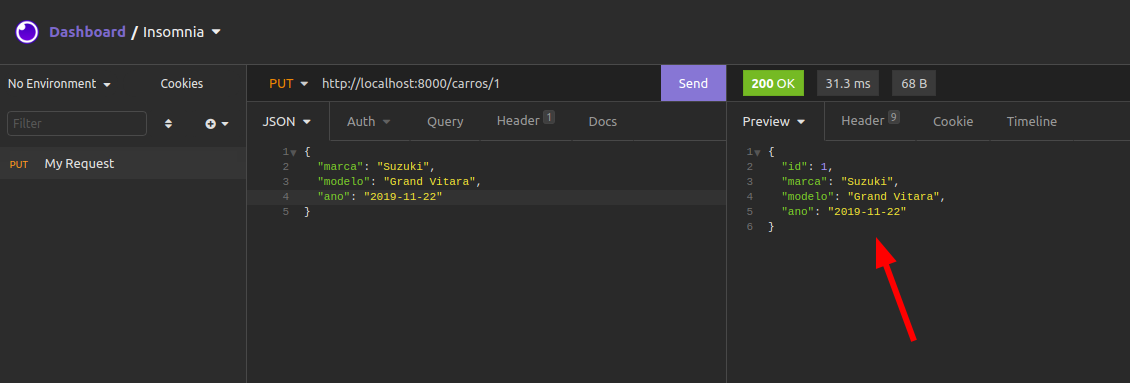 Dashboard / Insomnia
No Environment Cookies
Filter
PUT My Request
PUT http://localhost:8000/carros/1 Send
JSON Auth Query Header 1 Docs
1 {
2 "marca": "Suzuki",
3 "modelo": "Grand Vitara",
4 "ano": "2019-11-22"
5 }
200 OK 31.3 ms 68 B
Preview Header 9 Cookie Timeline
1 {
2 "id": 1,
3 "marca": "Suzuki",
4 "modelo": "Grand Vitara",
5 "ano": "2019-11-22"
6 }